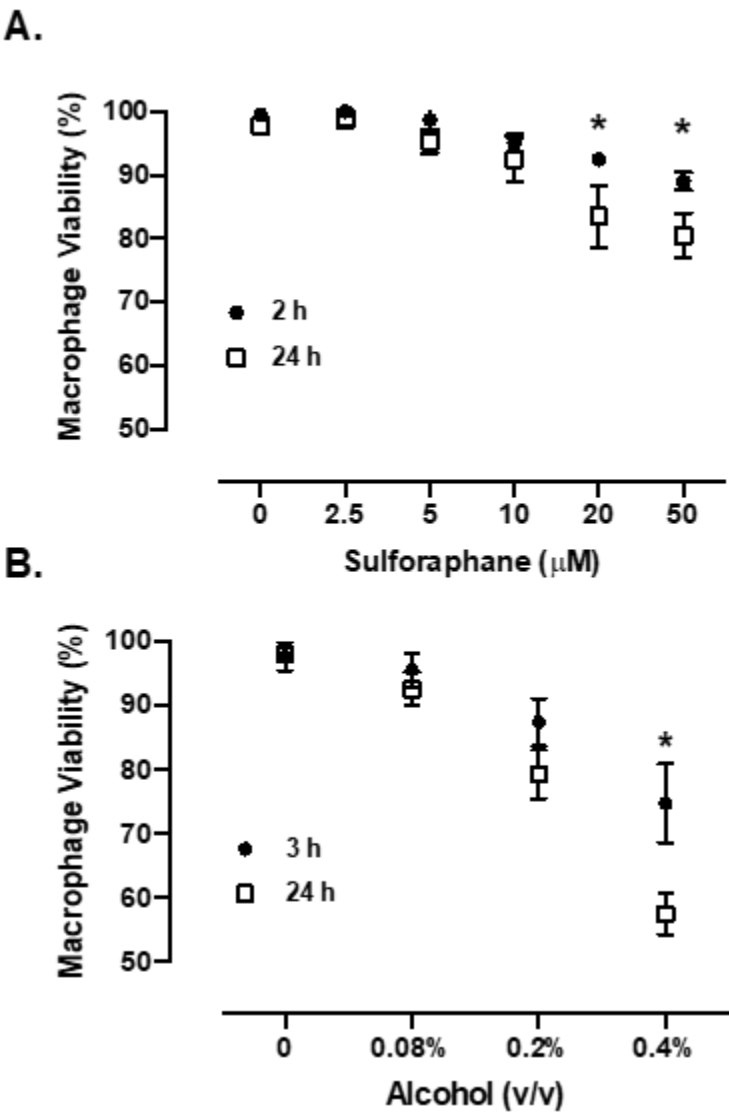 A.
Macrophage Viability (%)
100
90
80
70
60
50
* *
2 h
24 h
0 2.5 5 10 20 50
Sulforaphane (μM)
B.
Macrophage Viability (%)
100
90
80
70
60
50
*
3 h
24 h
0 0.08% 0.2% 0.4%
Alcohol (v/v)